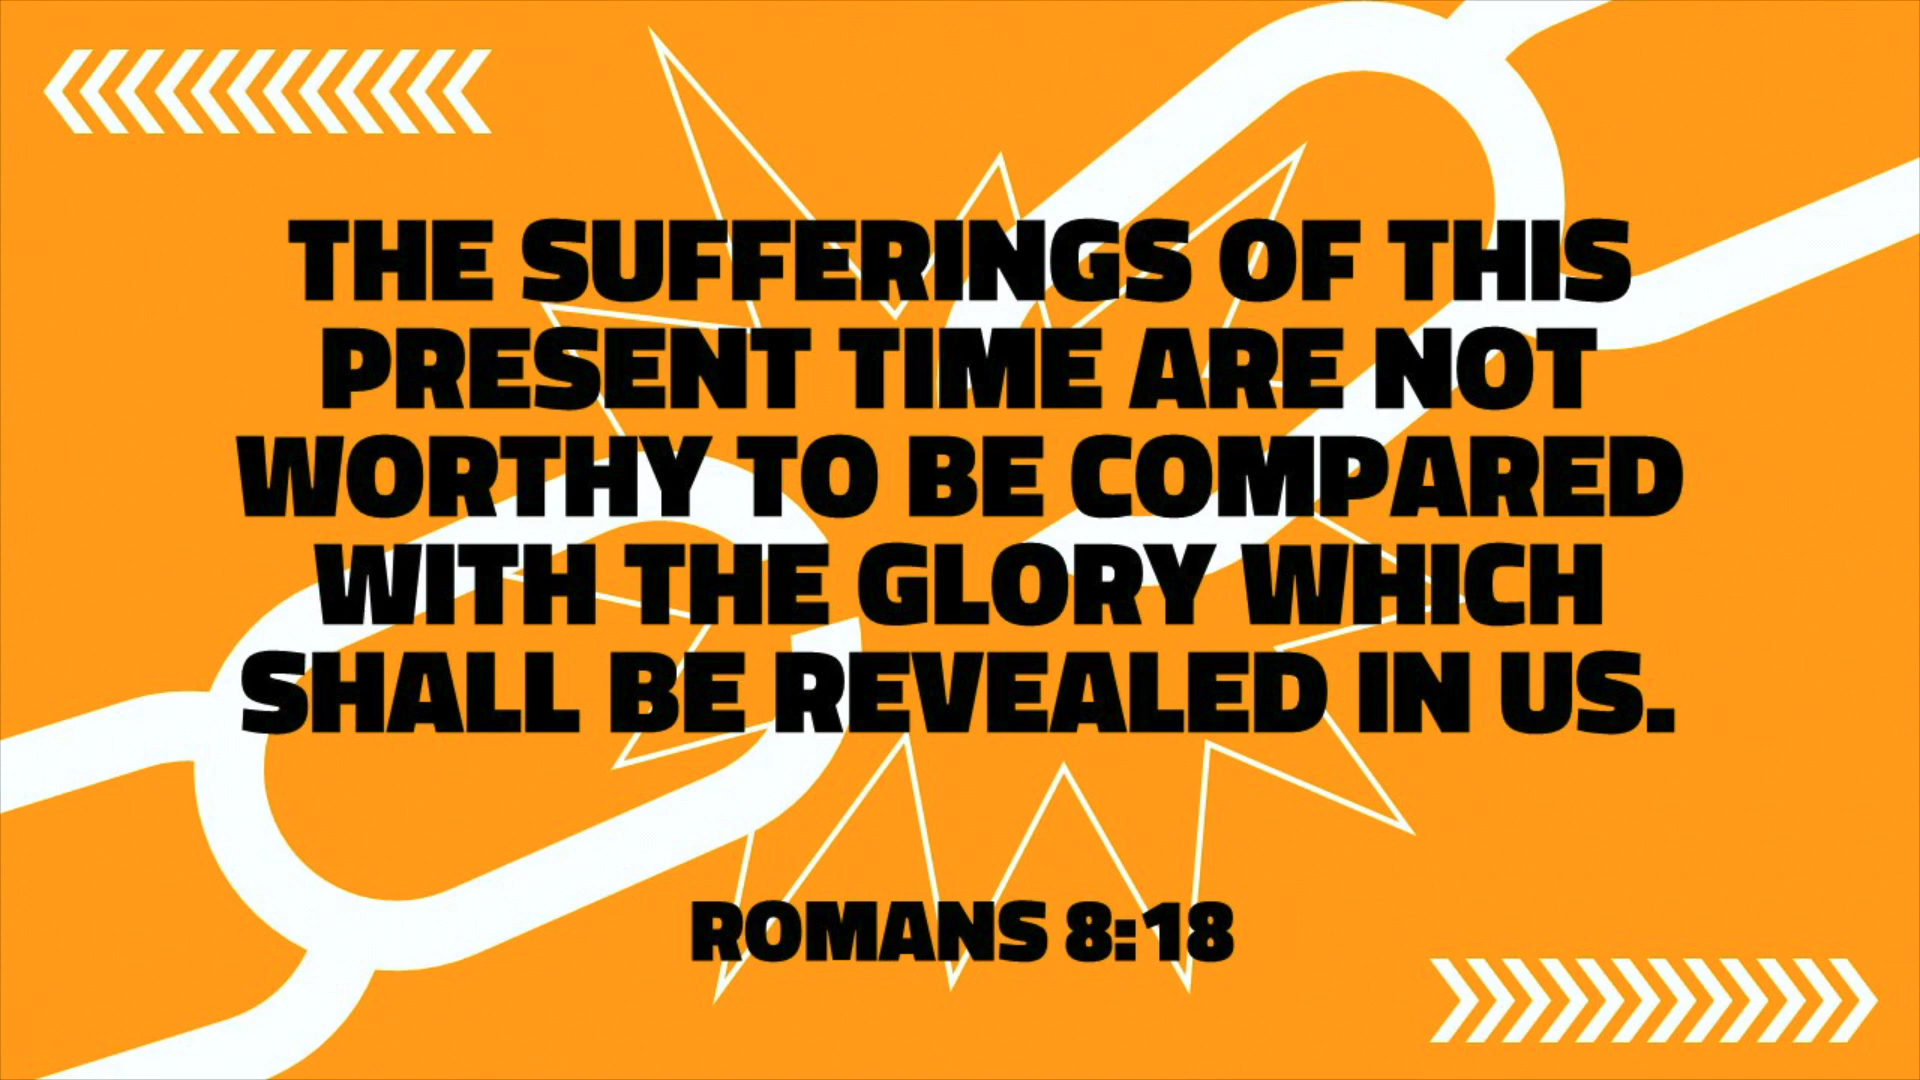 THE SUFFERINGS OF THIS
PRESENT TIME ARE NOT
WORTHY TO BE COMPARED
WITH THE GLORY WHICH
SHALL BE REVEALED IN US.
ROMANS 8:18